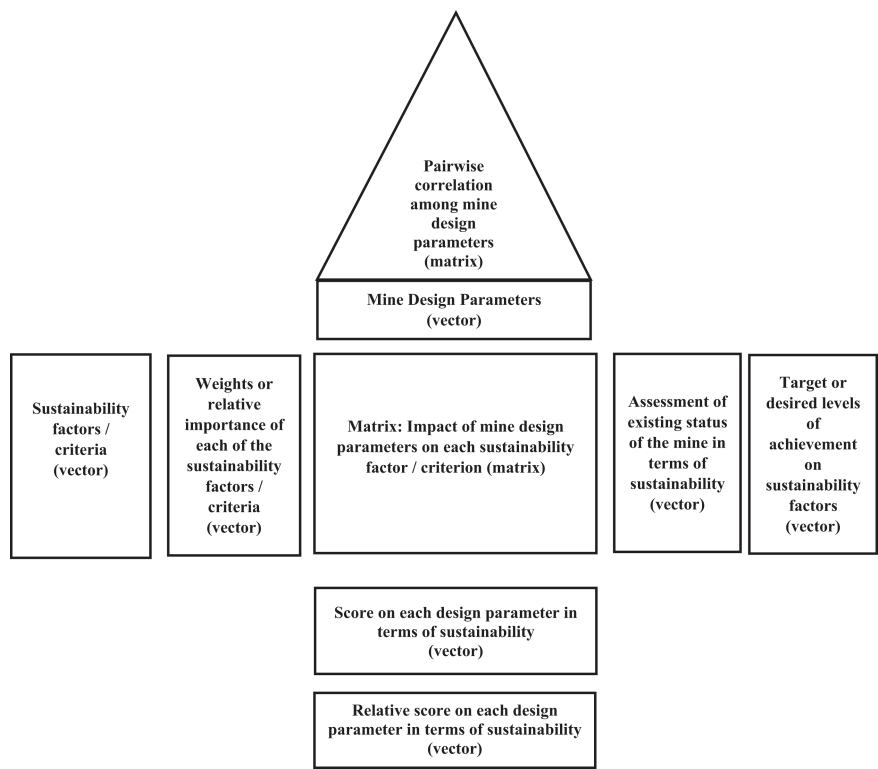 Pairwise
correlation
among mine
design
parameters
(matrix)
Mine Design Parameters
(vector)
Sustainability
factors /
criteria
(vector)
Weights or
relative
importance of
each of the
sustainability
factors /
criteria
(vector)
Matrix: Impact of mine design
parameters on each sustainability
factor / criterion (matrix)
Assessment of
existing status
of the mine in
terms of
sustainability
(vector)
Target or
desired levels
of
achievement
on
sustainability
factors
(vector)
Score on each design parameter in
terms of sustainability
(vector)
Relative score on each design
parameter in terms of sustainability
(vector)